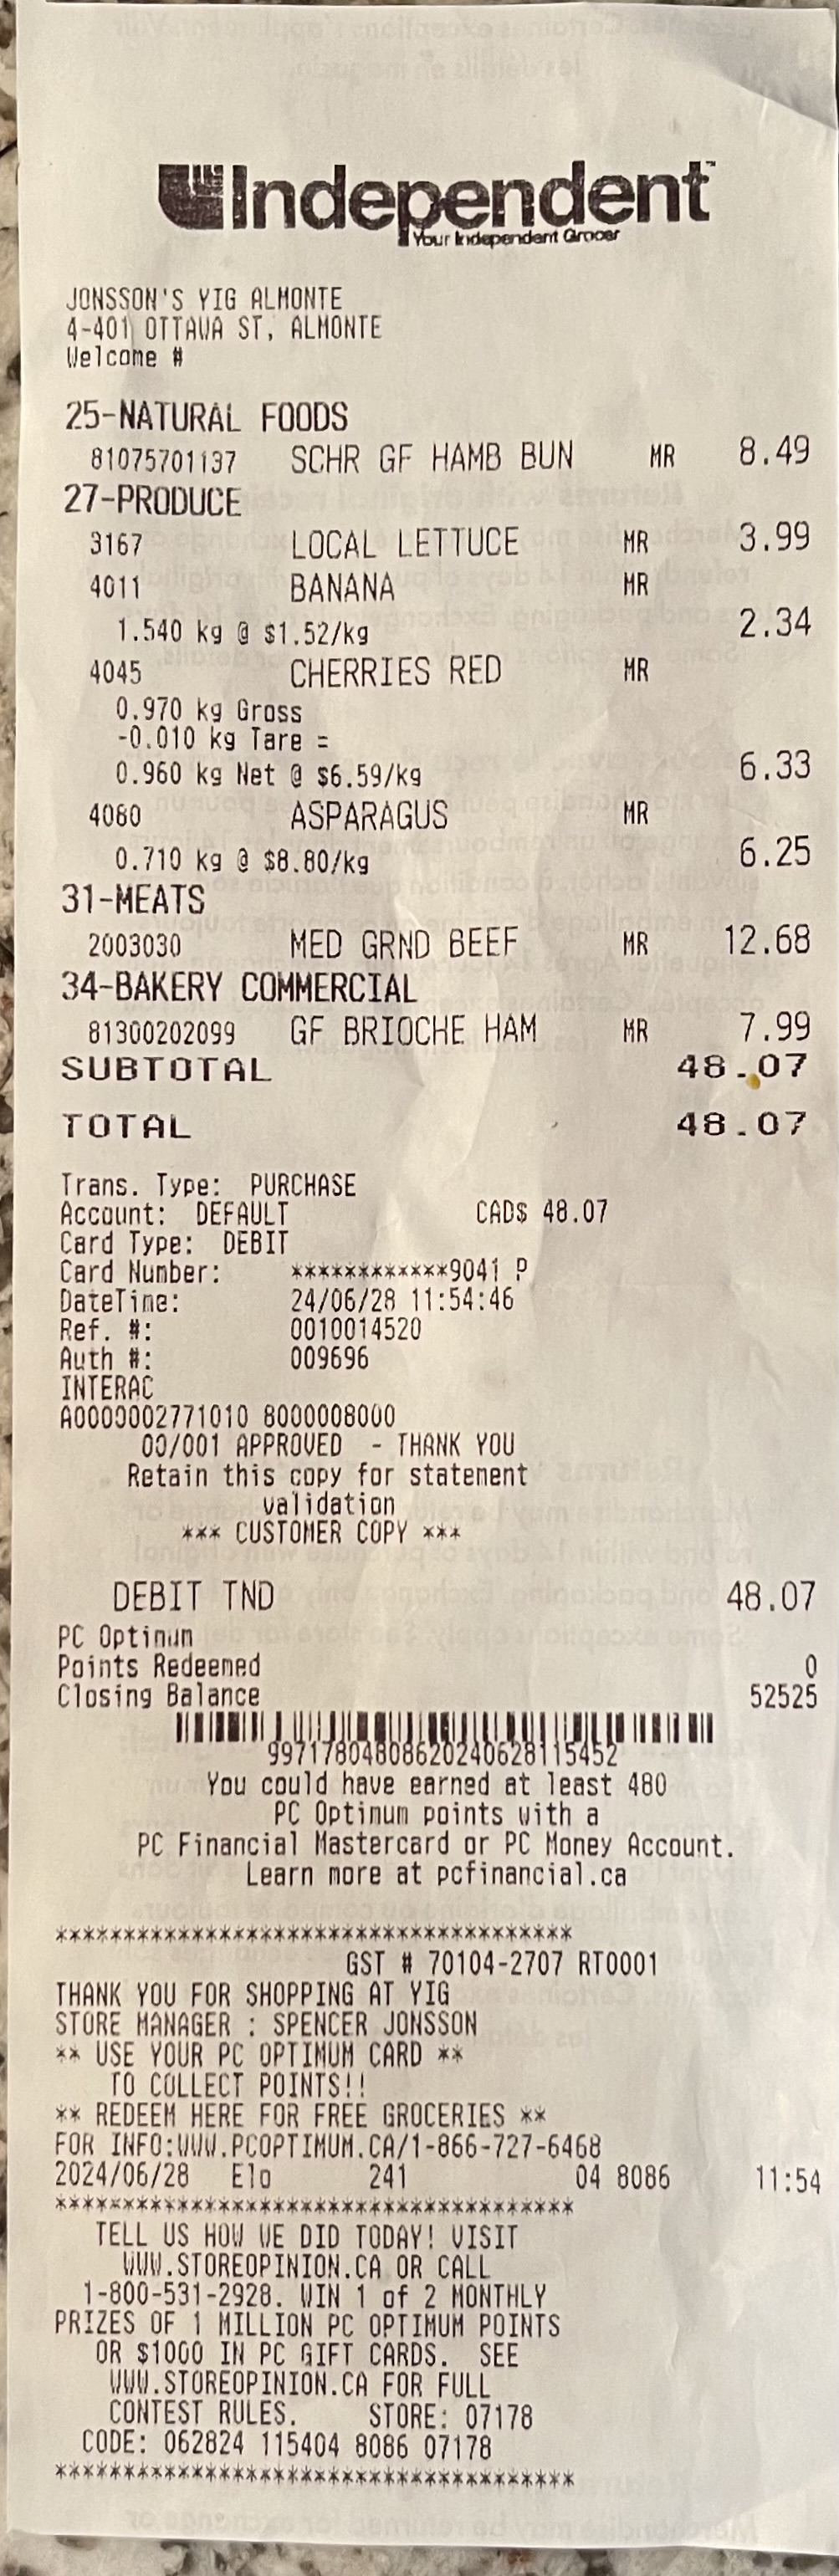 Independent™
Your Independent Grocer
JONSSON'S YIG ALMONTE
4-401 OTTAWA ST, ALMONTE
Welcome #
25-NATURAL FOODS
81075701137 SCHR GF HAMB BUN MR 8.49
27-PRODUCE
3167 LOCAL LETTUCE MR 3.99
4011 BANANA MR
1.540 kg @ $1.52/kg 2.34
4045 CHERRIES RED MR
0.970 kg Gross
-0.010 kg Tare =
0.960 kg Net @ $6.59/kg 6.33
4080 ASPARAGUS MR
0.710 kg @ $8.80/kg 6.25
31-MEATS
2003030 MED GRND BEEF MR 12.68
34-BAKERY COMMERCIAL
81300202099 GF BRIOCHE HAM MR 7.99
SUBTOTAL 48.07
TOTAL 48.07
Trans. Type: PURCHASE
Account: DEFAULT CAD$ 48.07
Card Type: DEBIT
Card Number: ************9041 P
DateTime: 24/06/28 11:54:46
Ref. #: 0010014520
Auth #: 009696
INTERAC
A0000002771010 8000008000
00/001 APPROVED - THANK YOU
Retain this copy for statement
validation
*** CUSTOMER COPY ***
DEBIT TND 48.07
PC Optimum
Points Redeemed 0
Closing Balance 52525
99717804808620240628115452
You could have earned at least 480
PC Optimum points with a
PC Financial Mastercard or PC Money Account.
Learn more at pcfinancial.ca
**************************************
GST # 70104-2707 RT0001
THANK YOU FOR SHOPPING AT YIG
STORE MANAGER : SPENCER JONSSON
** USE YOUR PC OPTIMUM CARD **
TO COLLECT POINTS!!
** REDEEM HERE FOR FREE GROCERIES **
FOR INFO:WWW.PCOPTIMUM.CA/1-866-727-6468
2024/06/28 Elo 241 04 8086 11:54
**************************************
TELL US HOW WE DID TODAY! VISIT
WWW.STOREOPINION.CA OR CALL
1-800-531-2928. WIN 1 of 2 MONTHLY
PRIZES OF 1 MILLION PC OPTIMUM POINTS
OR $1000 IN PC GIFT CARDS. SEE
WWW.STOREOPINION.CA FOR FULL
CONTEST RULES. STORE: 07178
CODE: 062824 115404 8086 07178
**************************************